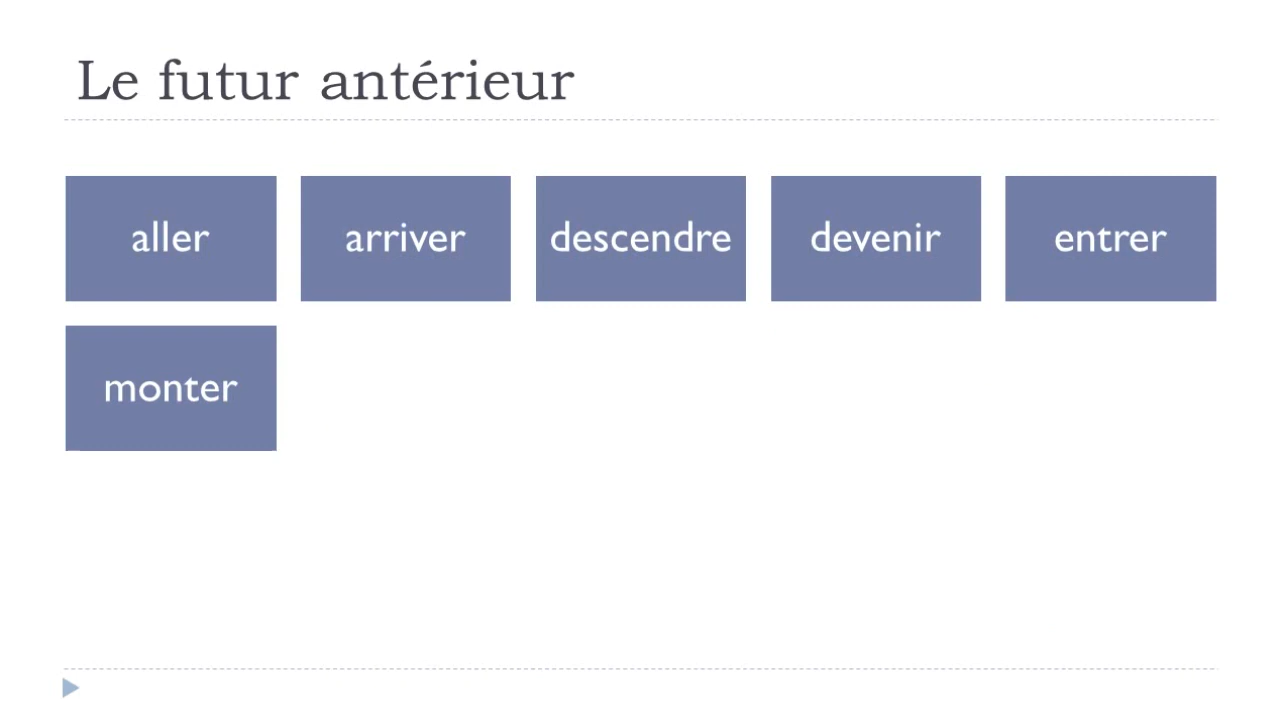 Le futur antérieur
aller
arriver
descendre
devenir
entrer
monter